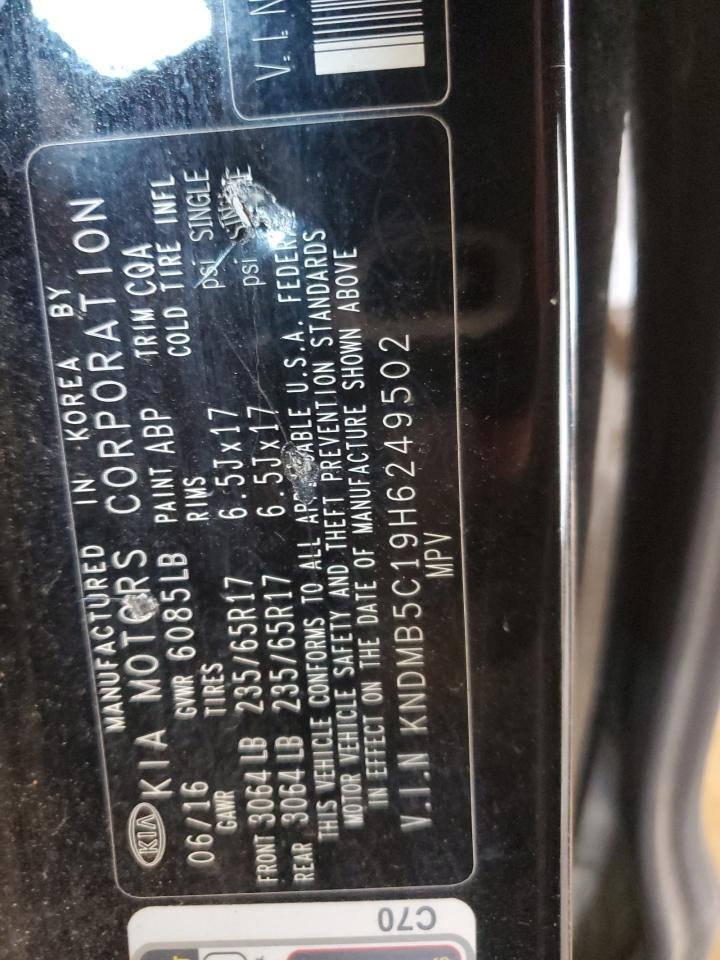 MANUFACTURED IN KOREA BY
KIA KIA MOTORS CORPORATION
06/16 GVWR 6085LB PAINT ABP TRIM CQA
GAWR TIRES RIMS COLD TIRE INFL
FRONT 3064LB 235/65R17 6.5Jx17 psi SINGLE
REAR 3064LB 235/65R17 6.5Jx17 psi
THIS VEHICLE CONFORMS TO ALL U.S.A.
MOTOR VEHICLE SAFETY AND THEFT PREVENTION STANDARDS
IN EFFECT ON THE DATE OF MANUFACTURE SHOWN ABOVE
V.I.N KNDMB5C19H6249502
MPV
V.I.N
C70